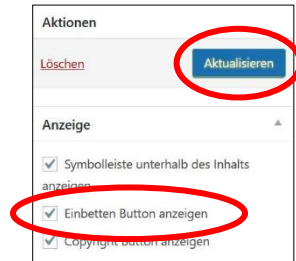 Aktionen
Löschen
Aktualisieren
Anzeige
Symbolleiste unterhalb des Inhalts
anzeigen
Einbetten Button anzeigen
Copyright Button anzeigen